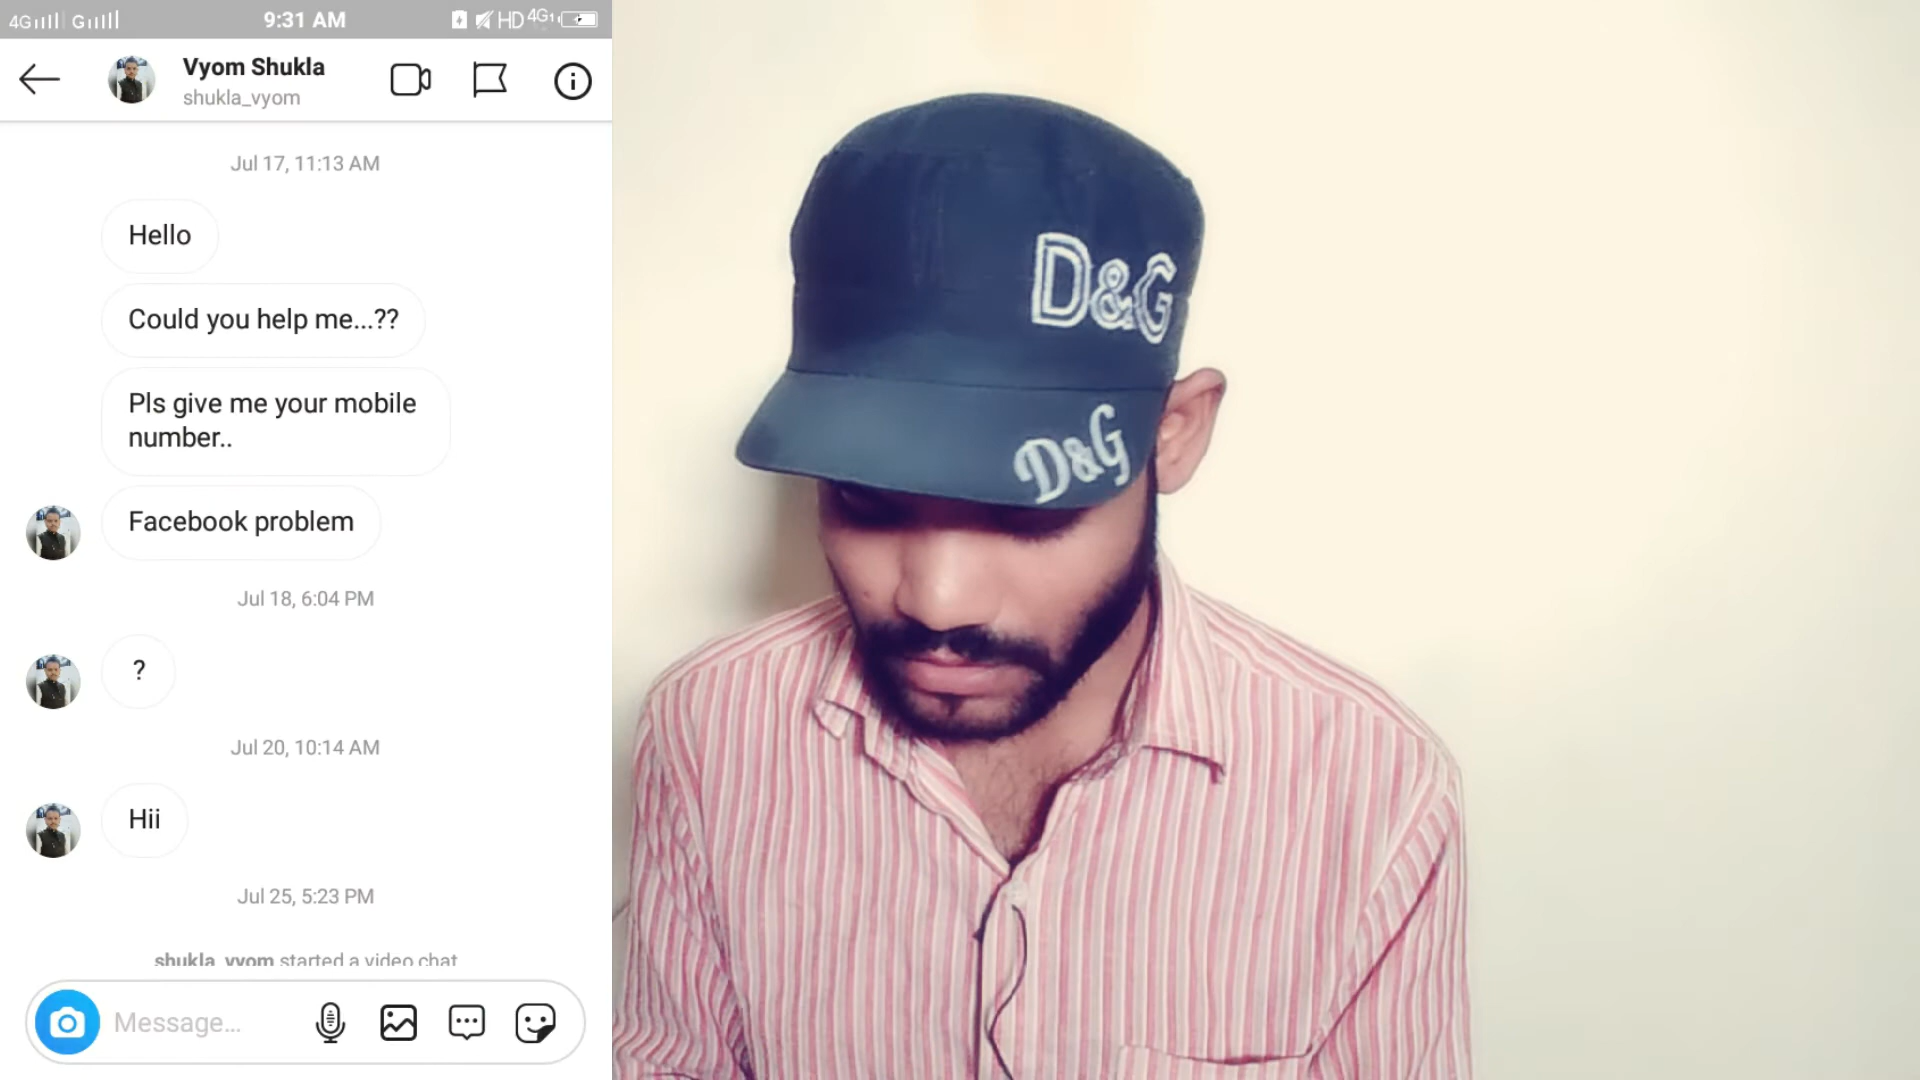 4G G 9:31 AM HD 4G
Vyom Shukla
shukla_vyom
Jul 17, 11:13 AM
Hello
Could you help me...??
Pls give me your mobile
number..
Facebook problem
Jul 18, 6:04 PM
?
Jul 20, 10:14 AM
Hii
Jul 25, 5:23 PM
shukla_vyom started a video chat
Message...
D&G
D&G